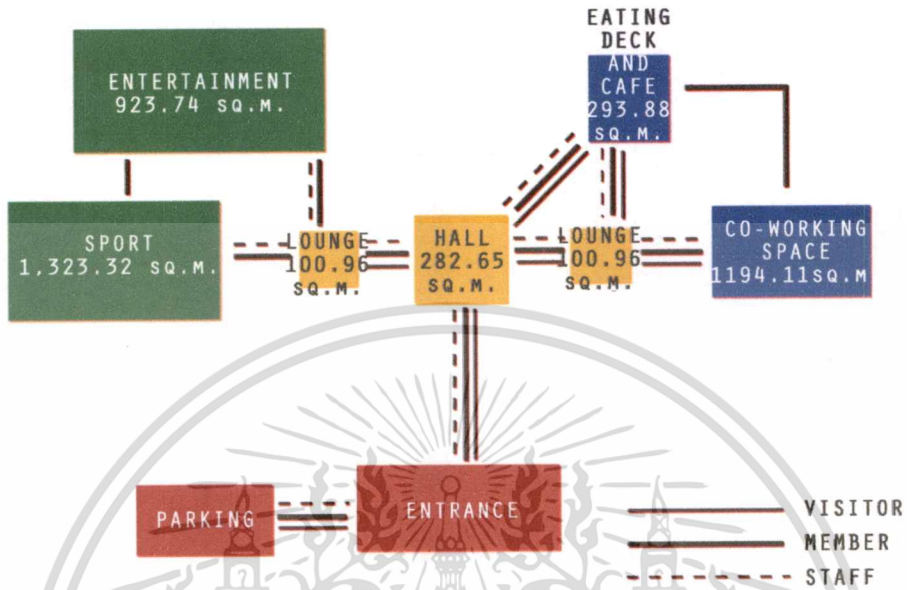 EATING
DECK
AND
CAFE
293.88
SQ.M.
ENTERTAINMENT
923.74 SQ.M.
SPORT
1,323.32 SQ.M.
LOUNGE
100.96
SQ.M.
HALL
282.65
SQ.M.
LOUNGE
100.96
SQ.M.
CO-WORKING
SPACE
1194.11SQ.M
PARKING
ENTRANCE
VISITOR
MEMBER
STAFF